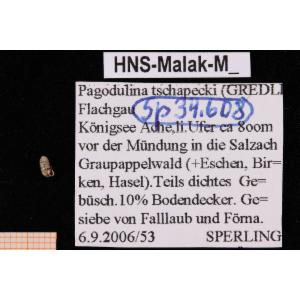 HNS-Malak-M_
Pagodulina tschapecki (GREDLI
Flachgau Sp 34.608
Königsee Ache,li.Ufer ca 800m
vor der Mündung in die Salzach
Graupappelwald (+Eschen, Bir=
ken, Hasel).Teils dichtes Ge=
büsch.10% Bodendecker. Ge=
siebe von Falllaub und Förna.
6.9.2006/53 SPERLING